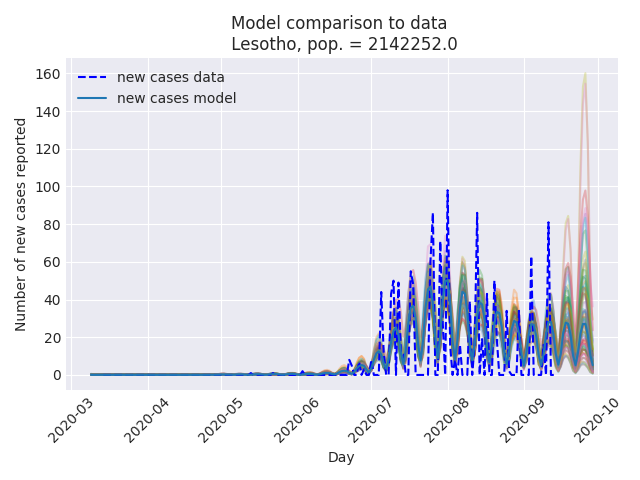 Model comparison to data
Lesotho, pop. = 2142252.0
new cases data
new cases model
Number of new cases reported
160
140
120
100
80
60
40
20
0
2020-03
2020-04
2020-05
2020-06
2020-07
2020-08
2020-09
2020-10
Day